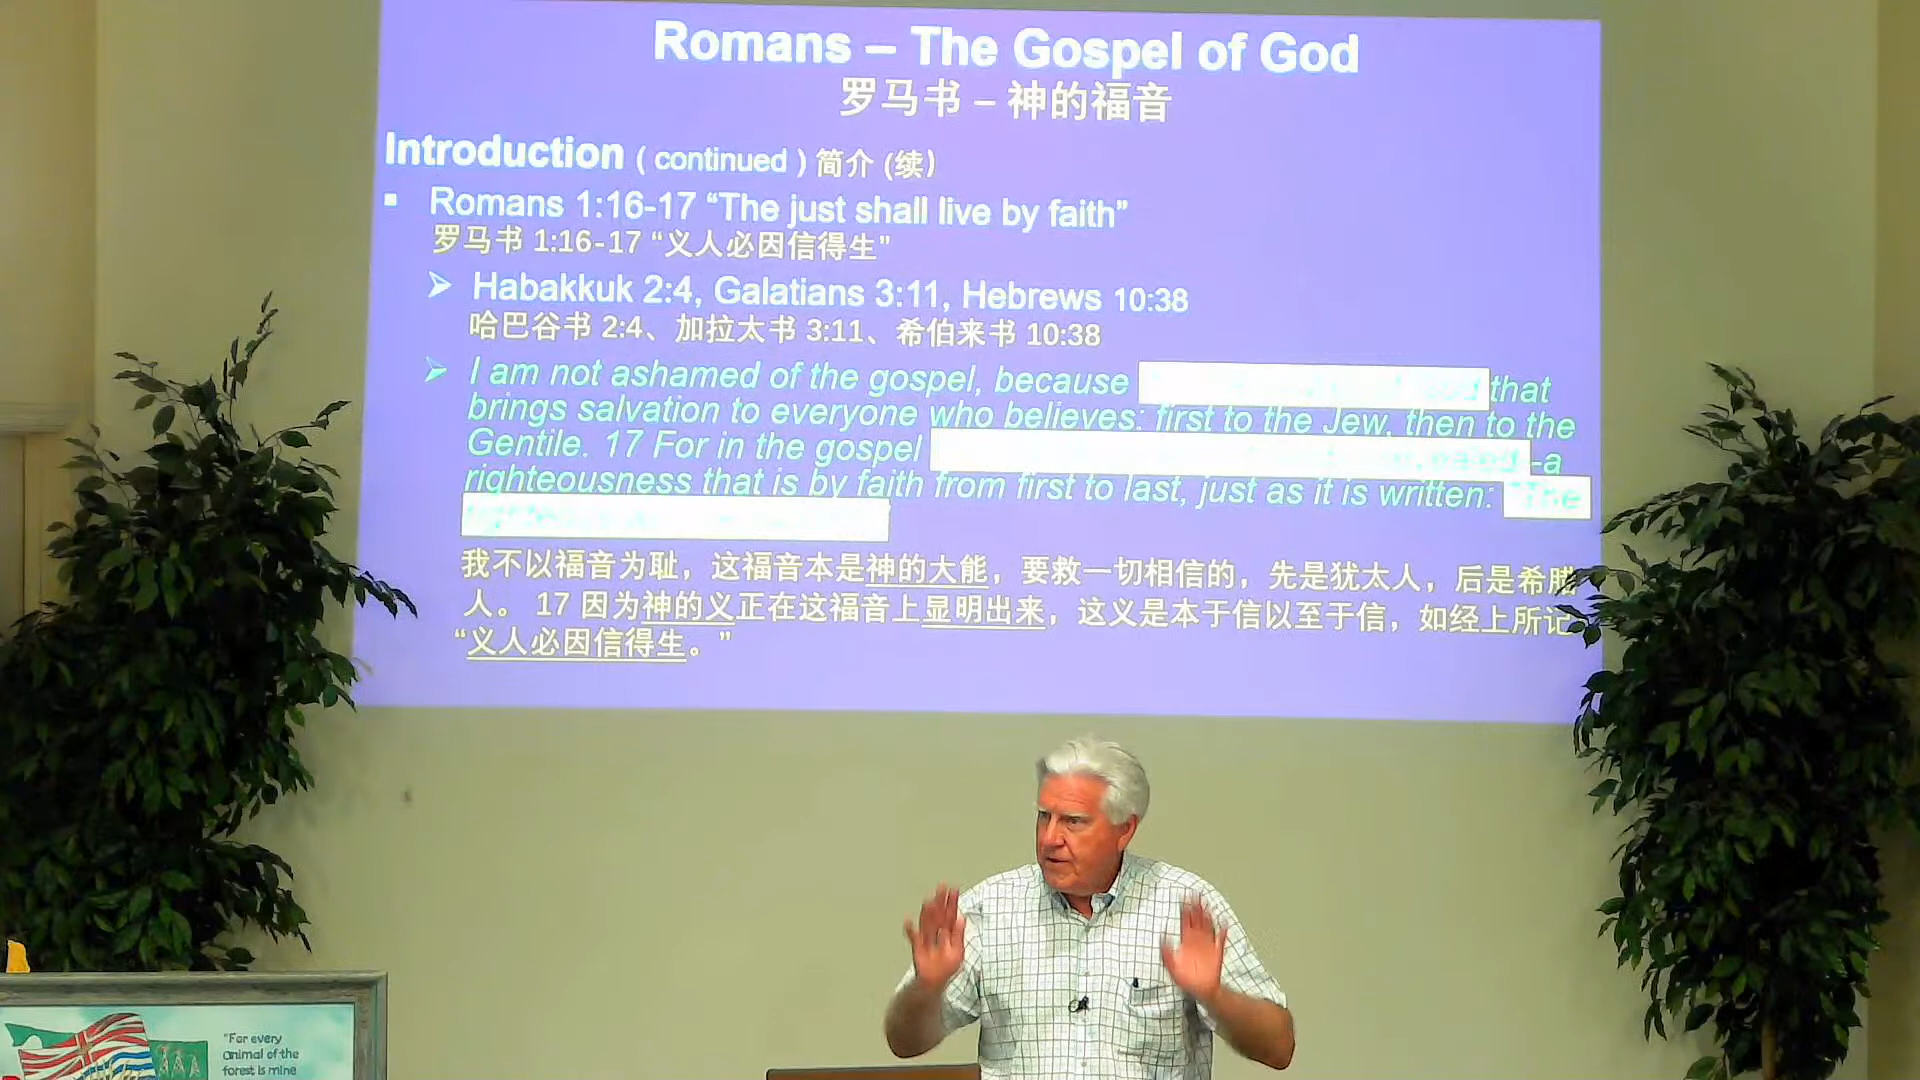 Romans – The Gospel of God
罗马书 – 神的福音
Introduction ( continued ) 简介 (续)
Romans 1:16-17 “The just shall live by faith”
罗马书 1:16-17 “义人必因信得生”
Habakkuk 2:4, Galatians 3:11, Hebrews 10:38
哈巴谷书 2:4、加拉太书 3:11、希伯来书 10:38
I am not ashamed of the gospel, because that
brings salvation to everyone who believes: first to the Jew, then to the
Gentile. 17 For in the gospel -a
righteousness that is by faith from first to last, just as it is written: “The
我不以福音为耻，这福音本是神的大能，要救一切相信的，先是犹太人，后是希腊
人。 17 因为神的义正在这福音上显明出来，这义是本于信以至于信，如经上所记
“义人必因信得生。”
“For every
animal of the
forest is mine